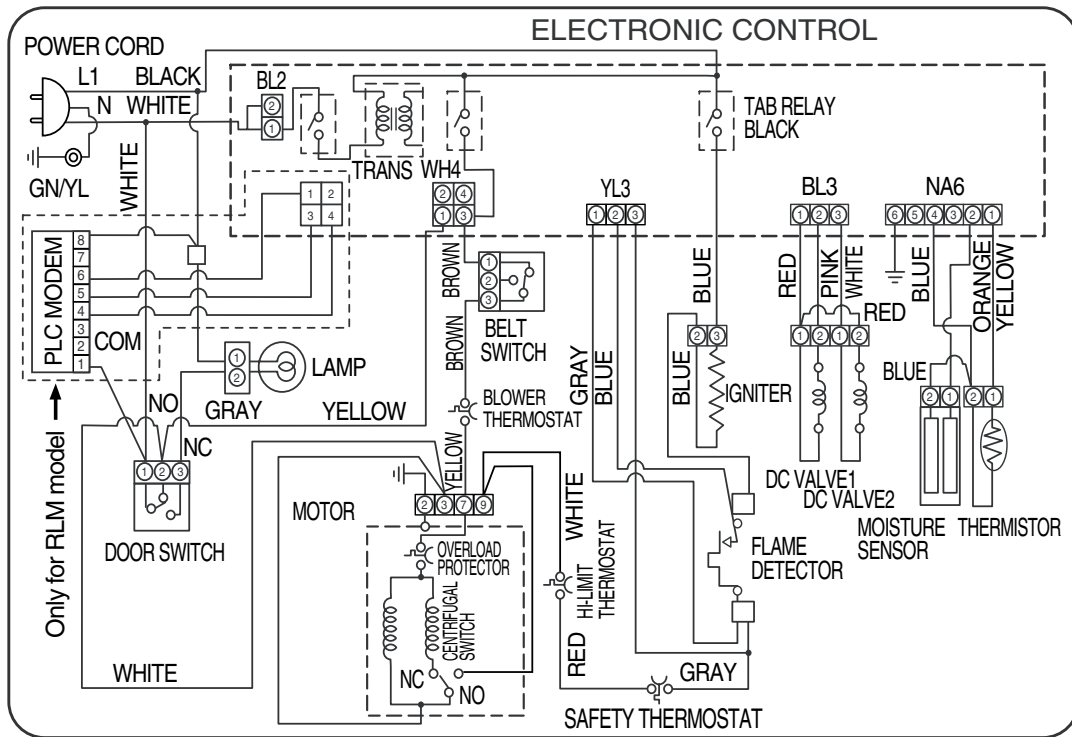 ELECTRONIC CONTROL
POWER CORD
L1 BLACK
N WHITE
GN/YL
WHITE
BL2
2
1
TRANS
WH4
2 4
1 3
TAB RELAY
BLACK
YL3
1 2 3
BL3
1 2 3
NA6
6 5 4 3 2 1
1 2
3 4
PLC MODEM
8
7
6
5
4
3
2
1
COM
Only for RLM model
NO
NC
1 2 3
DOOR SWITCH
1
2
LAMP
GRAY
YELLOW
BROWN
1
2
3
BELT
SWITCH
BROWN
BLOWER
THERMOSTAT
YELLOW
2 3 7 9
MOTOR
OVERLOAD
PROTECTOR
CENTRIFUGAL
SWITCH
NC
NO
WHITE
WHITE
HI-LIMIT
THERMOSTAT
RED
GRAY
SAFETY THERMOSTAT
GRAY
BLUE
BLUE
BLUE
2 3
IGNITER
FLAME
DETECTOR
RED
PINK
WHITE
RED
1 2 1 2
DC VALVE1
DC VALVE2
BLUE
ORANGE
YELLOW
BLUE
2 1
2 1
MOISTURE
SENSOR
THERMISTOR